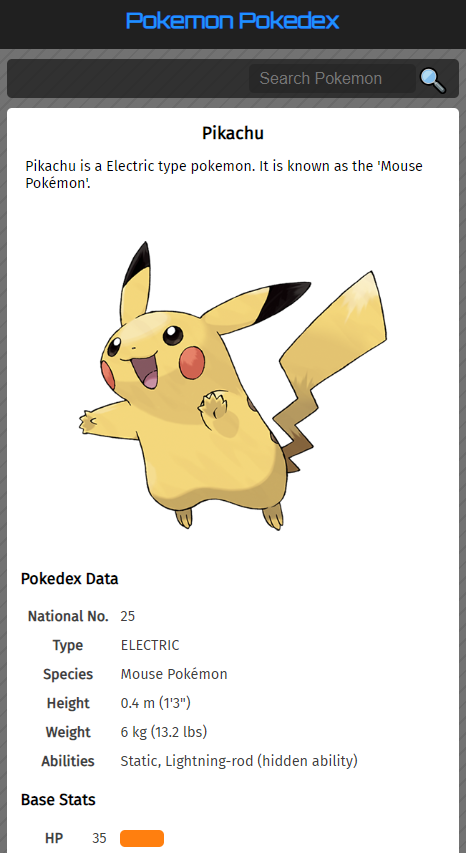 Pokemon Pokedex
Search Pokemon
Pikachu
Pikachu is a Electric type pokemon. It is known as the 'Mouse
Pokémon'.
Pokedex Data
National No. 25
Type ELECTRIC
Species Mouse Pokémon
Height 0.4 m (1'3")
Weight 6 kg (13.2 lbs)
Abilities Static, Lightning-rod (hidden ability)
Base Stats
HP 35